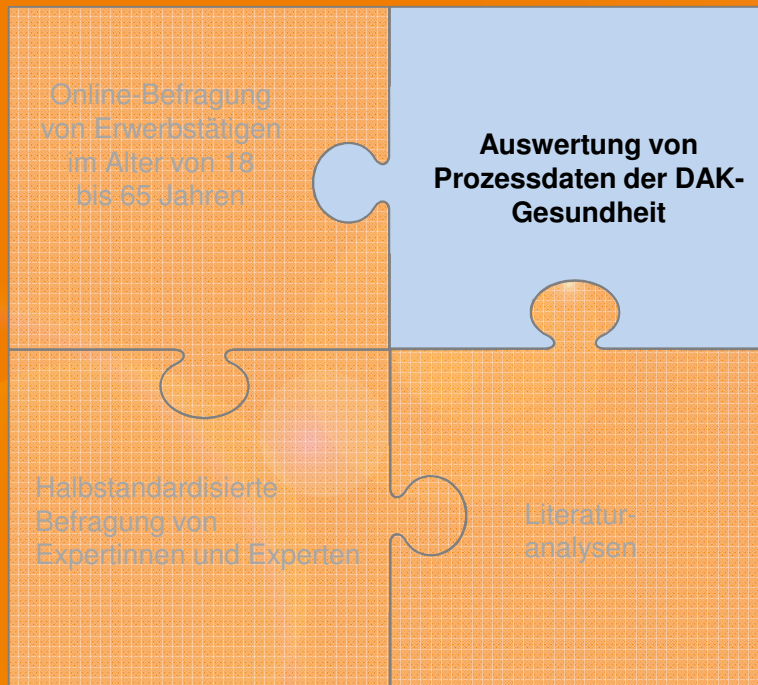 Online-Befragung
von Erwerbstätigen
im Alter von 18
bis 65 Jahren
Auswertung von
Prozessdaten der DAK-
Gesundheit
Halbstandardisierte
Befragung von
Expertinnen und Experten
Literatur-
analysen